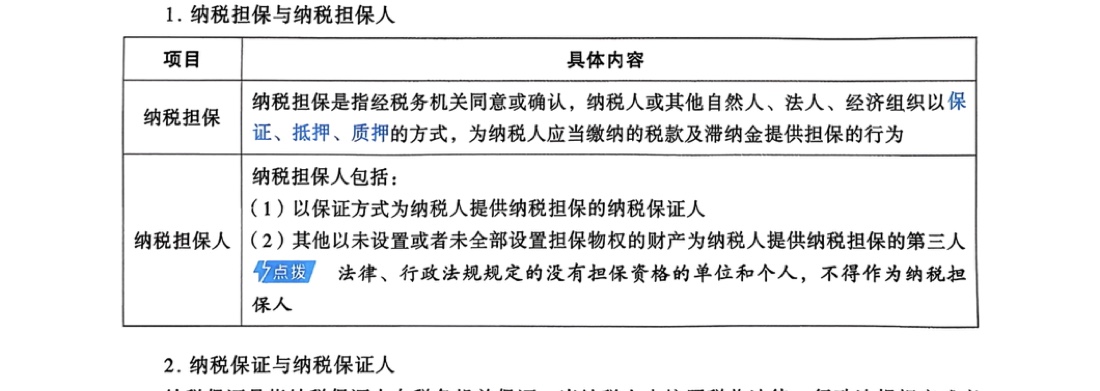 1. 纳税担保与纳税担保人
项目
具体内容
纳税担保
纳税担保是指经税务机关同意或确认，纳税人或其他自然人、法人、经济组织以保
证、抵押、质押的方式，为纳税人应当缴纳的税款及滞纳金提供担保的行为
纳税担保人
纳税担保人包括：
（1）以保证方式为纳税人提供纳税担保的纳税保证人
（2）其他以未设置或者未全部设置担保物权的财产为纳税人提供纳税担保的第三人
点拨 法律、行政法规规定的没有担保资格的单位和个人，不得作为纳税担
保人
2. 纳税保证与纳税保证人